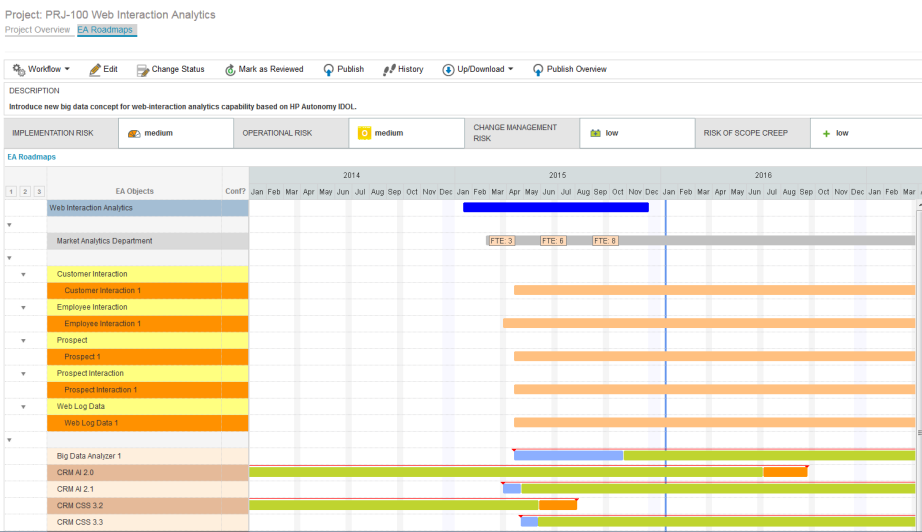 Project: PRJ-100 Web Interaction Analytics
Project Overview EA Roadmaps
Workflow Edit Change Status Mark as Reviewed Publish History Up/Download Publish Overview
DESCRIPTION
Introduce new big data concept for web-interaction analytics capability based on HP Autonomy IDOL.
IMPLEMENTATION RISK medium OPERATIONAL RISK medium CHANGE MANAGEMENT RISK low RISK OF SCOPE CREEP low
EA Roadmaps
2014 2015 2016
1 2 3 EA Objects Conf? Jan Feb Mar Apr May Jun Jul Aug Sep Oct Nov Dec Jan Feb Mar Apr May Jun Jul Aug Sep Oct Nov Dec Jan Feb Mar Apr May Jun Jul Aug Sep Oct Nov Dec Jan Feb Mar
Web Interaction Analytics
Market Analytics Department FTE: 3 FTE: 6 FTE: 8
Customer Interaction
Customer Interaction 1
Employee Interaction
Employee Interaction 1
Prospect
Prospect 1
Prospect Interaction
Prospect Interaction 1
Web Log Data
Web Log Data 1
Big Data Analyzer 1
CRM AI 2.0
CRM AI 2.1
CRM CSS 3.2
CRM CSS 3.3